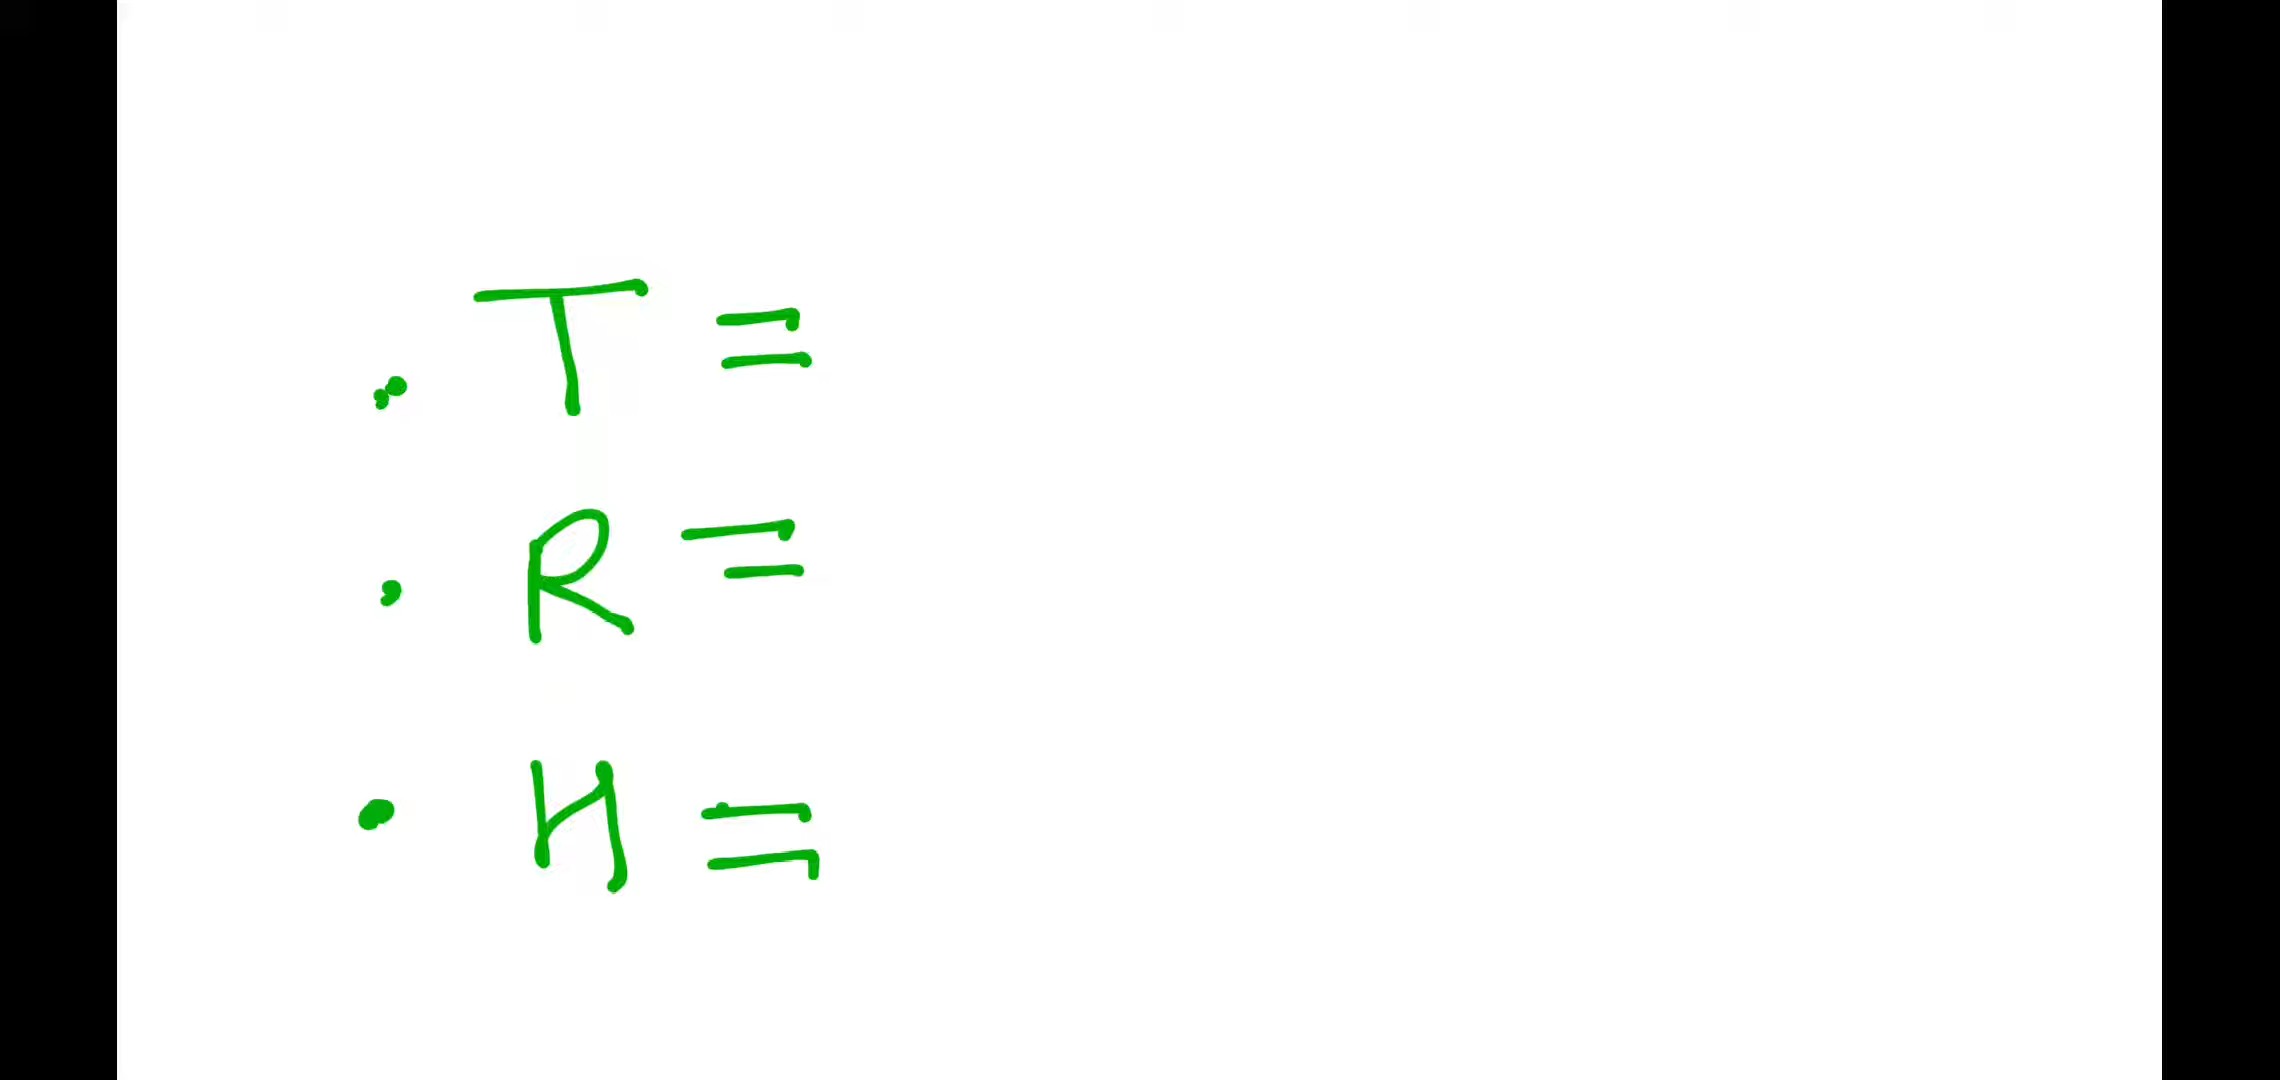 • T =
• R =
• H =